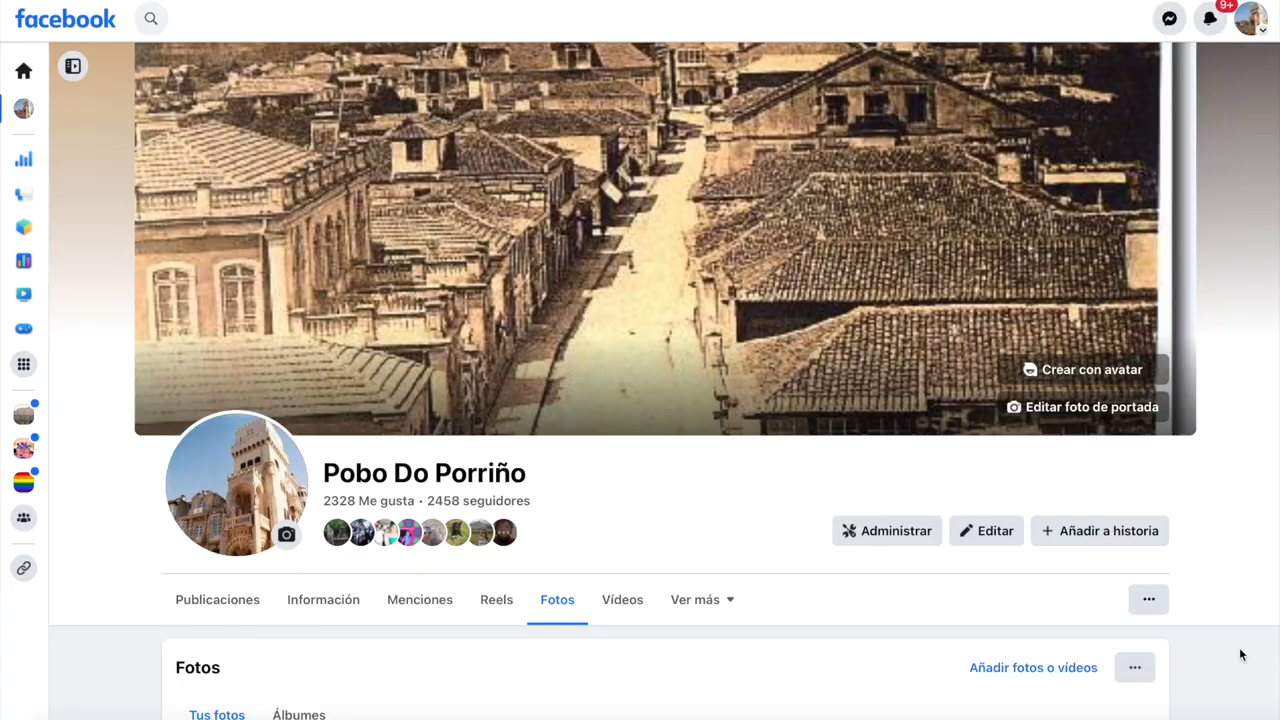 facebook
9+
Crear con avatar
Editar foto de portada
Pobo Do Porriño
2328 Me gusta • 2458 seguidores
Administrar
Editar
Añadir a historia
Publicaciones
Información
Menciones
Reels
Fotos
Vídeos
Ver más
Fotos
Añadir fotos o vídeos
Tus fotos
Álbumes